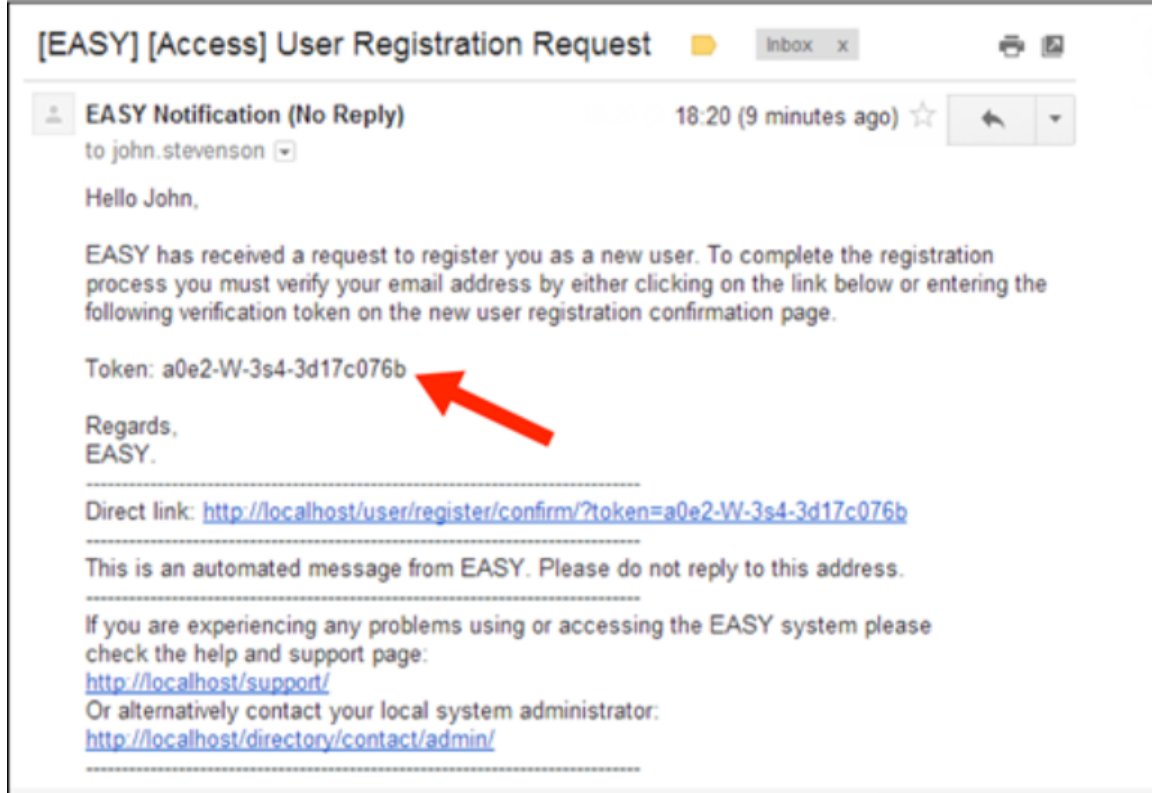 [EASY] [Access] User Registration Request Inbox x
EASY Notification (No Reply) 18:20 (9 minutes ago)
to john.stevenson
Hello John,
EASY has received a request to register you as a new user. To complete the registration
process you must verify your email address by either clicking on the link below or entering the
following verification token on the new user registration confirmation page.
Token: a0e2-W-3s4-3d17c076b
Regards,
EASY.
--------------------------------------------------------------------------------
Direct link: http://localhost/user/register/confirm/?token=a0e2-W-3s4-3d17c076b
--------------------------------------------------------------------------------
This is an automated message from EASY. Please do not reply to this address.
--------------------------------------------------------------------------------
If you are experiencing any problems using or accessing the EASY system please
check the help and support page:
http://localhost/support/
Or alternatively contact your local system administrator:
http://localhost/directory/contact/admin/
--------------------------------------------------------------------------------